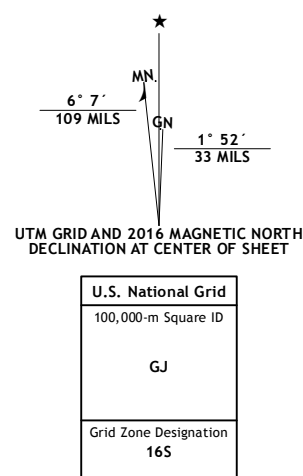 MN.
6° 7´
109 MILS
GN
1° 52´
33 MILS
UTM GRID AND 2016 MAGNETIC NORTH
DECLINATION AT CENTER OF SHEET
U.S. National Grid
100,000-m Square ID
GJ
Grid Zone Designation
16S